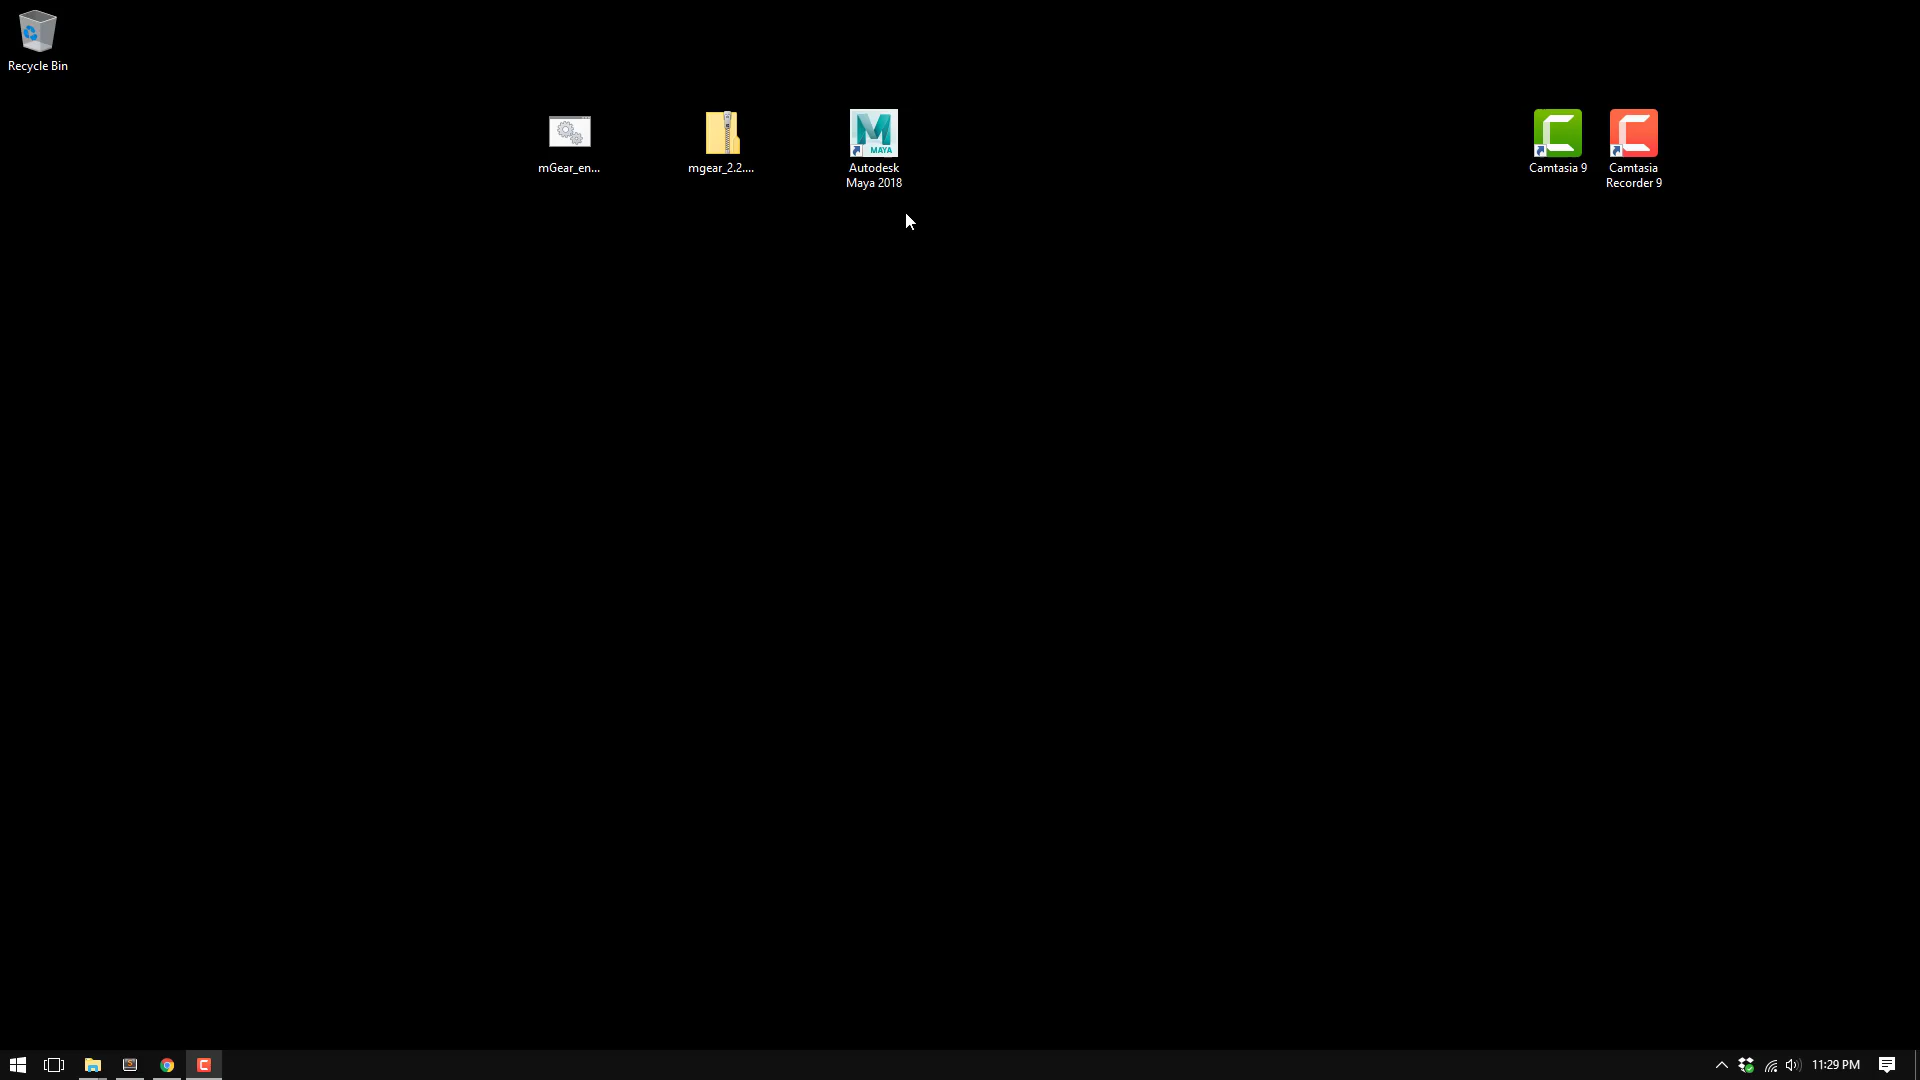 Recycle Bin
mGear_en...
mgear_2.2....
MAYA
Autodesk
Maya 2018
Camtasia 9
Camtasia
Recorder 9
11:29 PM